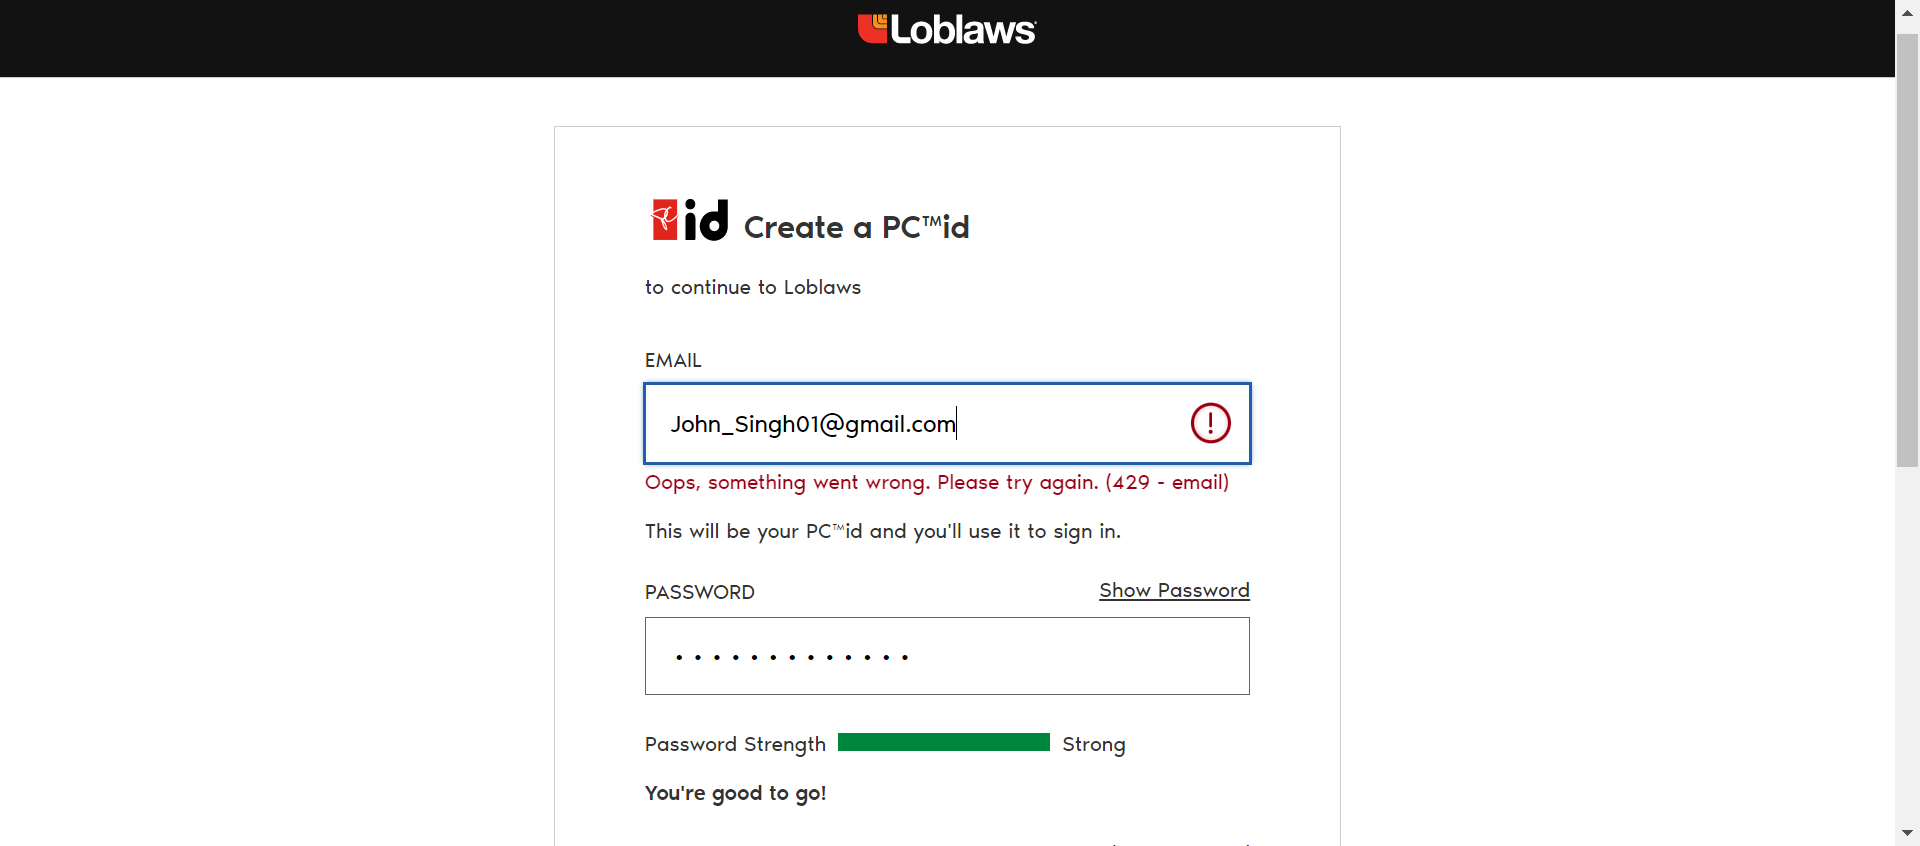 Loblaws
id Create a PC™id
to continue to Loblaws
EMAIL
John_Singh01@gmail.com
Oops, something went wrong. Please try again. (429 - email)
This will be your PC™id and you'll use it to sign in.
PASSWORD Show Password
•••••••••••••
Password Strength Strong
You're good to go!